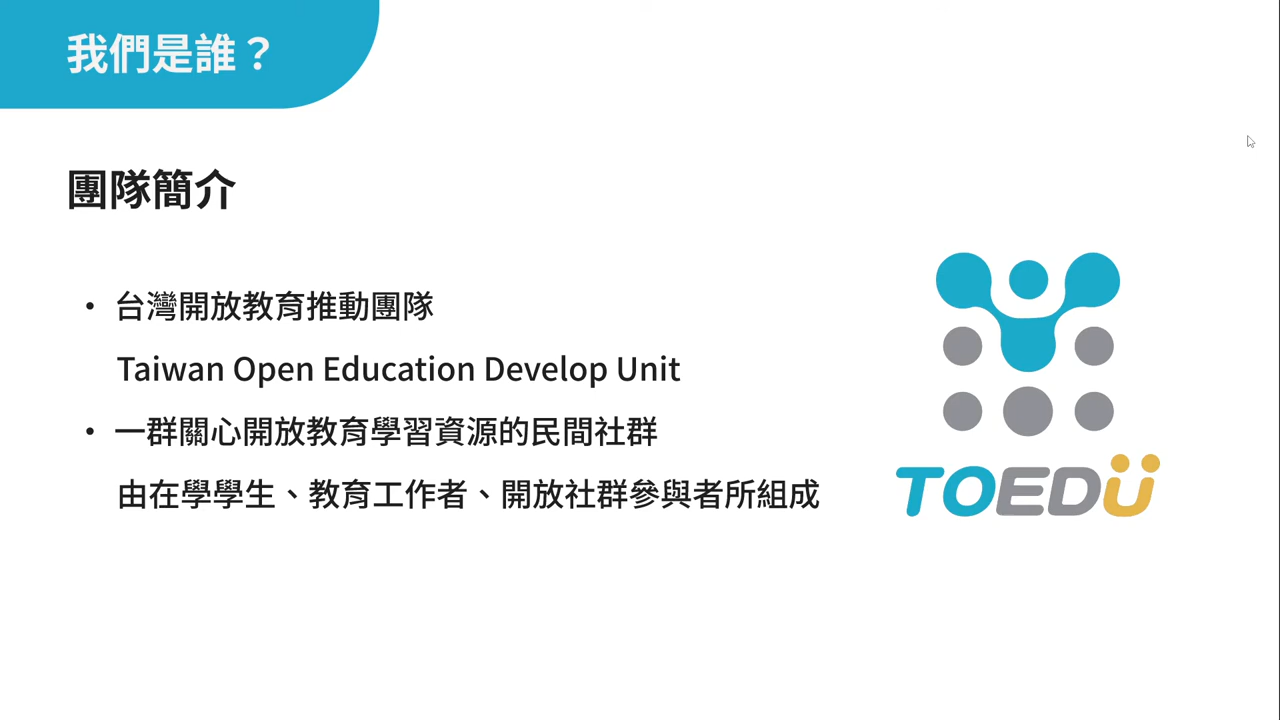 我們是誰？
團隊簡介
• 台灣開放教育推動團隊
Taiwan Open Education Develop Unit
• 一群關心開放教育學習資源的民間社群
由在學學生、教育工作者、開放社群參與者所組成
TOEDÜ